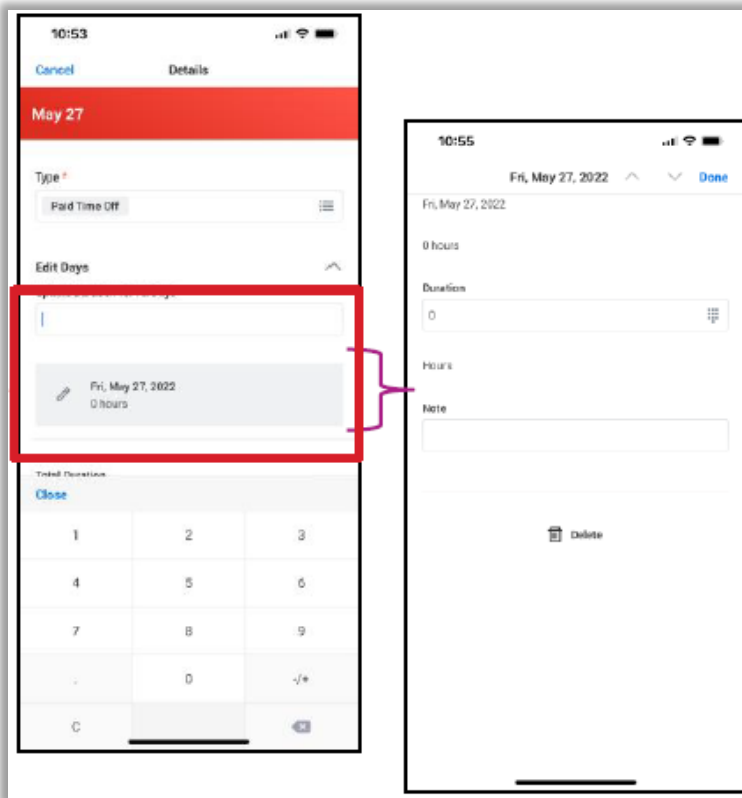 10:53
Cancel Details
May 27
Type *
Paid Time Off
Edit Days
Fri, May 27, 2022
0 hours
Total Duration
Close
1 2 3
4 5 6
7 8 9
. 0 -/+
C
10:55
Fri, May 27, 2022 Done
Fri, May 27, 2022
0 hours
Duration
0
Hours
Note
Delete